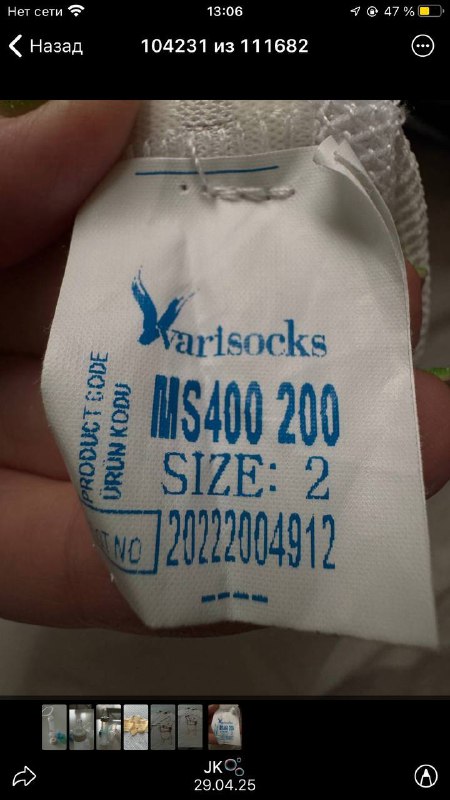 Нет сети 13:06 47 %
Назад 104231 из 111682
varisocks
PRODUCT CODE
ÜRÜN KODU
MS400 200
SIZE: 2
NO 20222004912
JK
29.04.25